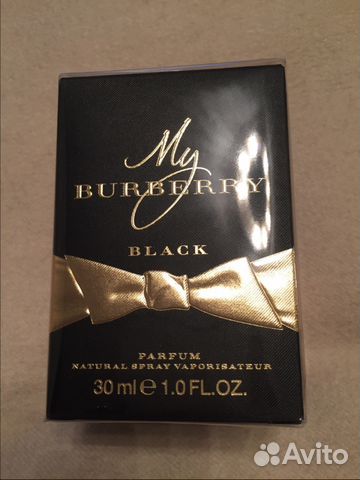 My
BURBERRY
BLACK
PARFUM
NATURAL SPRAY VAPORISATEUR
30 ml e 1.0 FL.OZ.
Avito